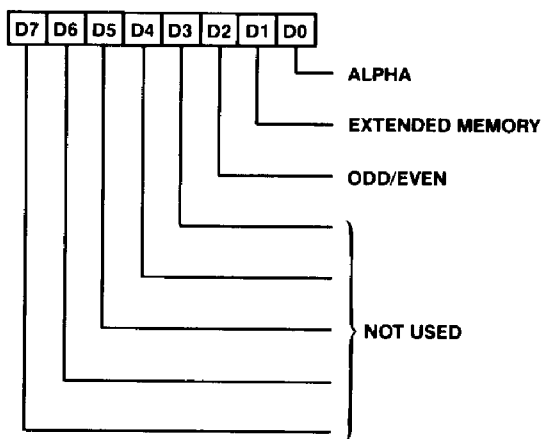 D7 D6 D5 D4 D3 D2 D1 D0
ALPHA
EXTENDED MEMORY
ODD/EVEN
NOT USED